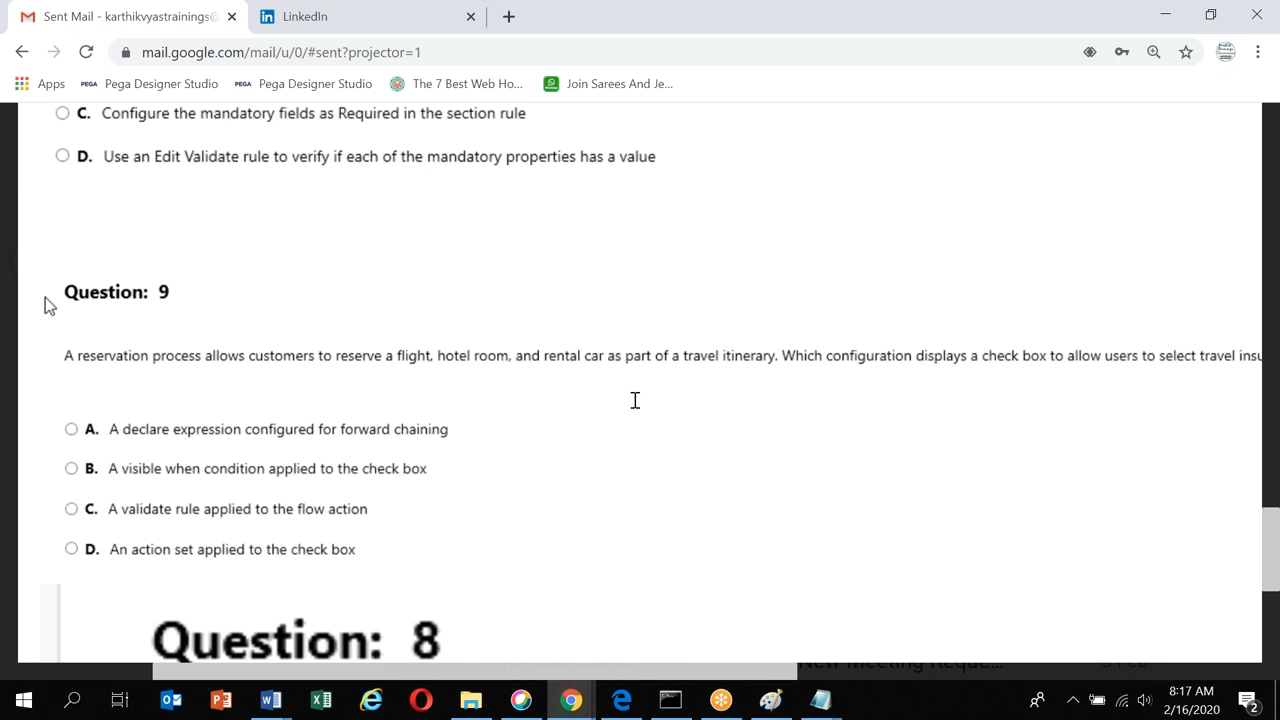 Sent Mail - karthikvyastrainings@
LinkedIn
mail.google.com/mail/u/0/#sent?projector=1
Apps
PEGA Pega Designer Studio
PEGA Pega Designer Studio
The 7 Best Web Ho...
Join Sarees And Je...
C. Configure the mandatory fields as Required in the section rule
D. Use an Edit Validate rule to verify if each of the mandatory properties has a value
Question: 9
A reservation process allows customers to reserve a flight, hotel room, and rental car as part of a travel itinerary. Which configuration displays a check box to allow users to select travel insu
A. A declare expression configured for forward chaining
B. A visible when condition applied to the check box
C. A validate rule applied to the flow action
D. An action set applied to the check box
Question: 8
New Meeting Reque...
8:17 AM
2/16/2020
2